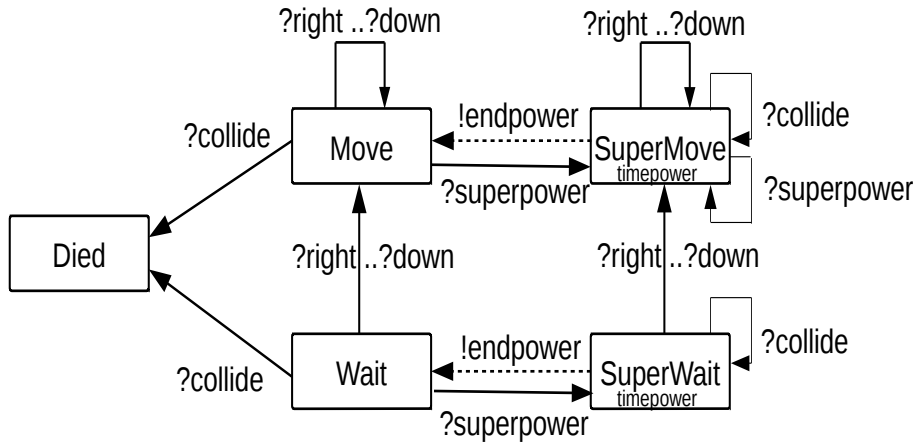 ?right ..?down
?right ..?down
?collide
!endpower
?collide
Move
SuperMove
timepower
?superpower
?superpower
Died
?right ..?down
?right ..?down
!endpower
?collide
?collide
Wait
SuperWait
timepower
?superpower